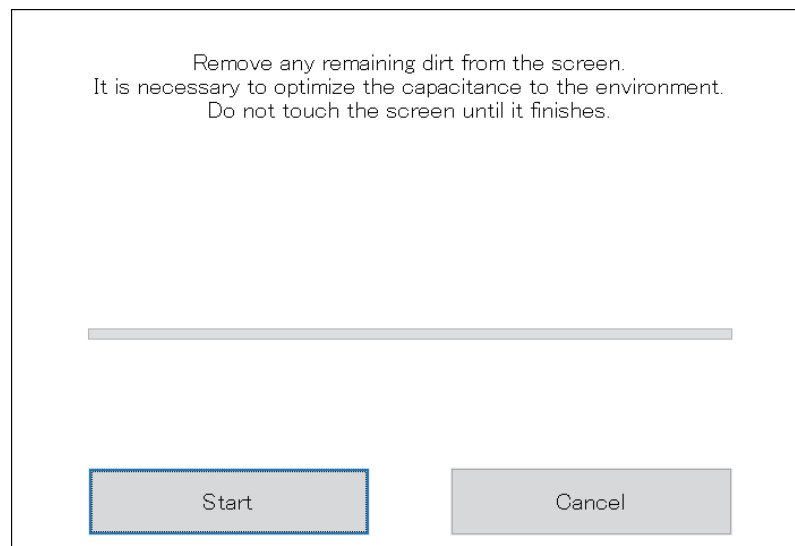 Remove any remaining dirt from the screen.
It is necessary to optimize the capacitance to the environment.
Do not touch the screen until it finishes.
Start
Cancel